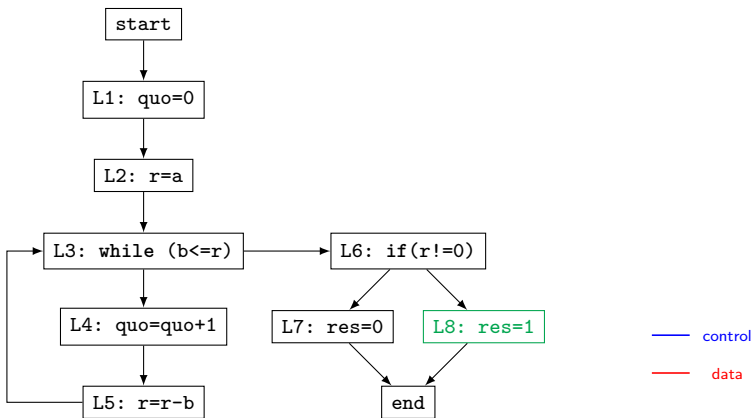 start
L1: quo=0
L2: r=a
L3: while (b<=r)
L6: if(r!=0)
L4: quo=quo+1
L7: res=0
L8: res=1
control
data
L5: r=r-b
end